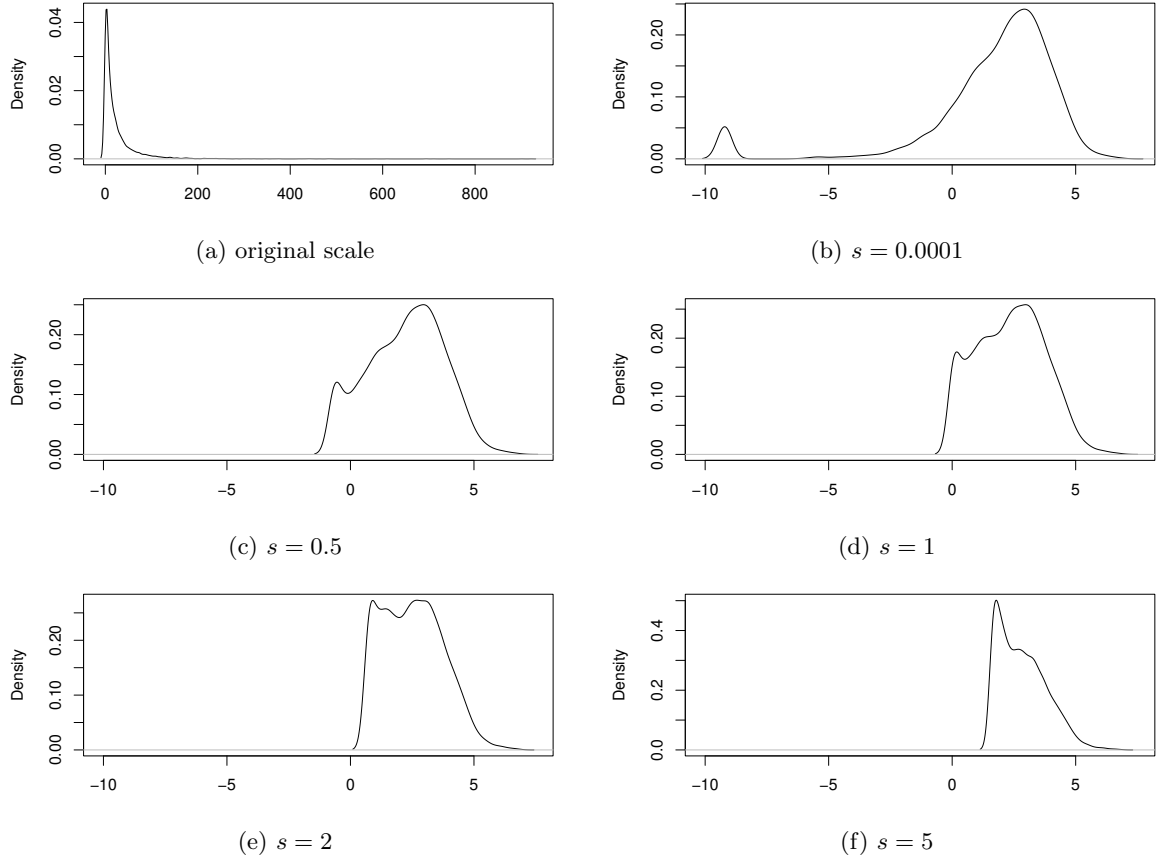 Density
0.00 0.02 0.04
0 200 400 600 800
(a) original scale
Density
0.00 0.10 0.20
−10 −5 0 5
(b) s = 0.0001
Density
0.00 0.10 0.20
−10 −5 0 5
(c) s = 0.5
Density
0.00 0.10 0.20
−10 −5 0 5
(d) s = 1
Density
0.00 0.10 0.20
−10 −5 0 5
(e) s = 2
Density
0.0 0.2 0.4
−10 −5 0 5
(f) s = 5